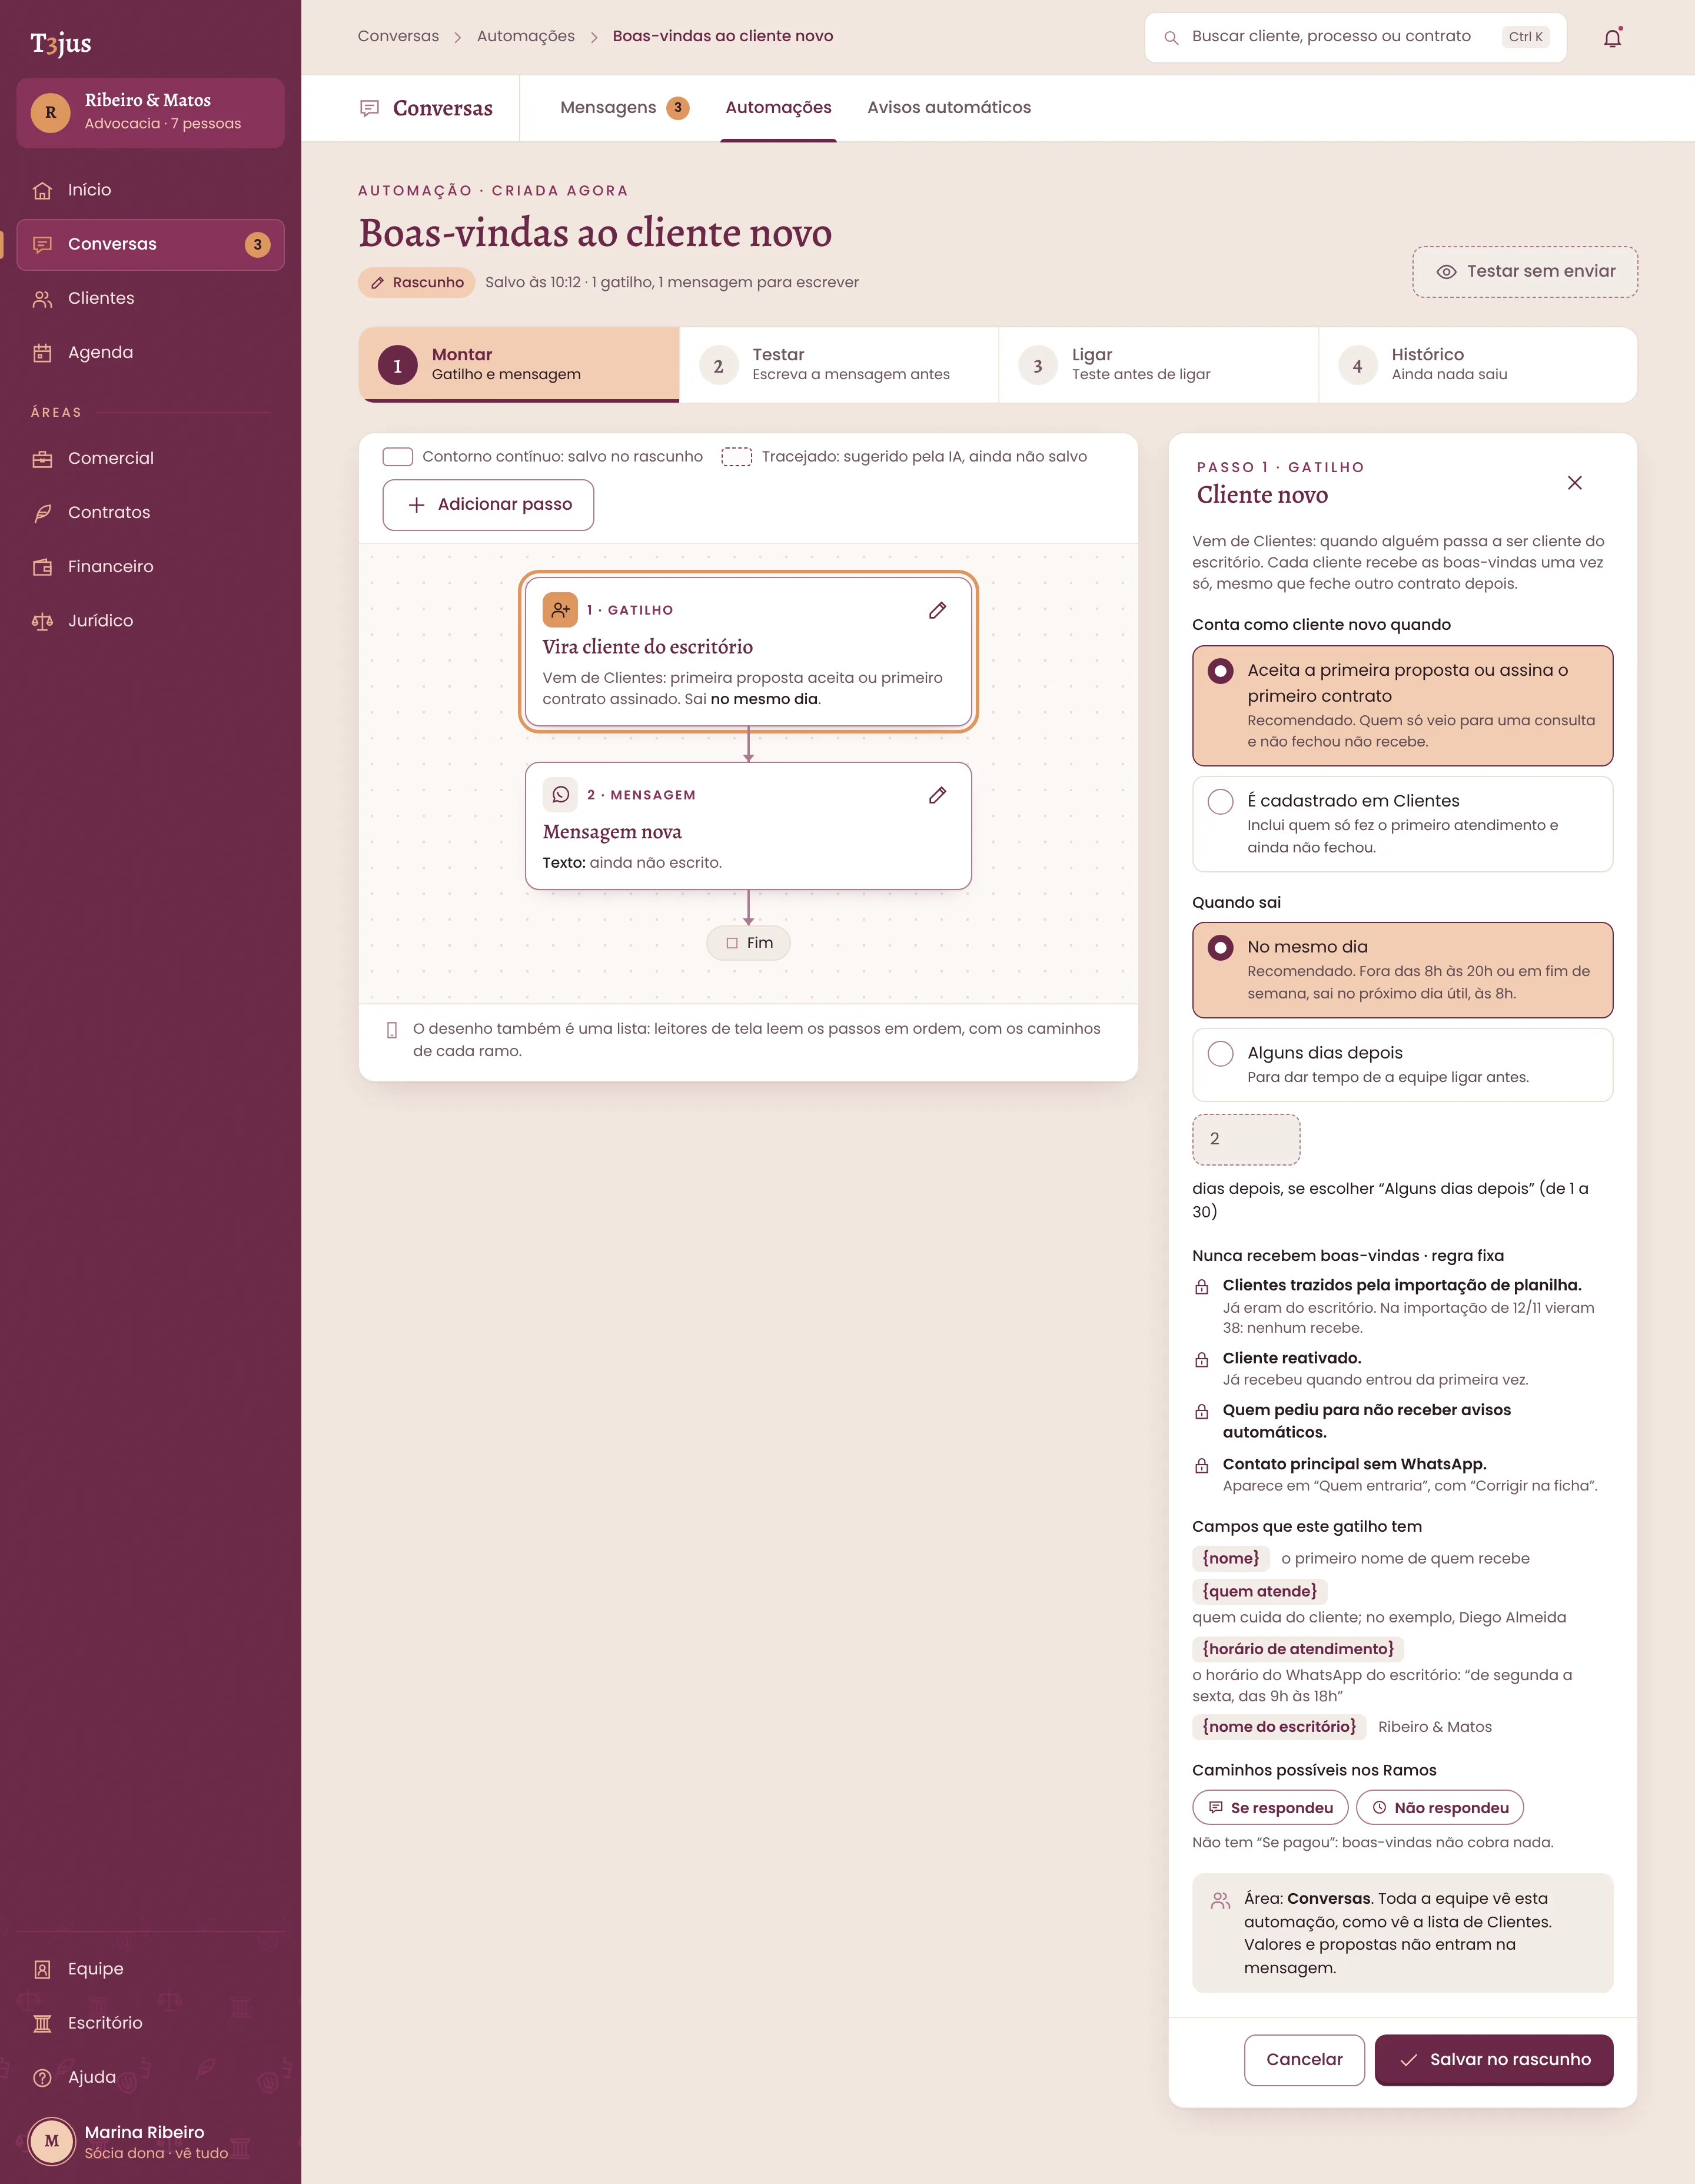 T3jus
R
Ribeiro & Matos
Advocacia · 7 pessoas
Início
Conversas 3
Clientes
Agenda
ÁREAS
Comercial
Contratos
Financeiro
Jurídico
Equipe
Escritório
Ajuda
M
Marina Ribeiro
Sócia dona · vê tudo
Conversas > Automações > Boas-vindas ao cliente novo
Buscar cliente, processo ou contrato Ctrl K
Conversas
Mensagens 3 Automações Avisos automáticos
AUTOMAÇÃO · CRIADA AGORA
Boas-vindas ao cliente novo
Rascunho Salvo às 10:12 · 1 gatilho, 1 mensagem para escrever
Testar sem enviar
1 Montar
Gatilho e mensagem
2 Testar
Escreva a mensagem antes
3 Ligar
Teste antes de ligar
4 Histórico
Ainda nada saiu
Contorno contínuo: salvo no rascunho Tracejado: sugerido pela IA, ainda não salvo
Adicionar passo
1 · GATILHO
Vira cliente do escritório
Vem de Clientes: primeira proposta aceita ou primeiro
contrato assinado. Sai no mesmo dia.
2 · MENSAGEM
Mensagem nova
Texto: ainda não escrito.
Fim
O desenho também é uma lista: leitores de tela leem os passos em ordem, com os caminhos
de cada ramo.
PASSO 1 · GATILHO
Cliente novo
Vem de Clientes: quando alguém passa a ser cliente do
escritório. Cada cliente recebe as boas-vindas uma vez
só, mesmo que feche outro contrato depois.
Conta como cliente novo quando
Aceita a primeira proposta ou assina o
primeiro contrato
Recomendado. Quem só veio para uma consulta
e não fechou não recebe.
É cadastrado em Clientes
Inclui quem só fez o primeiro atendimento e
ainda não fechou.
Quando sai
No mesmo dia
Recomendado. Fora das 8h às 20h ou em fim de
semana, sai no próximo dia útil, às 8h.
Alguns dias depois
Para dar tempo de a equipe ligar antes.
2
dias depois, se escolher “Alguns dias depois” (de 1 a
30)
Nunca recebem boas-vindas · regra fixa
Clientes trazidos pela importação de planilha.
Já eram do escritório. Na importação de 12/11 vieram
38: nenhum recebe.
Cliente reativado.
Já recebeu quando entrou da primeira vez.
Quem pediu para não receber avisos
automáticos.
Contato principal sem WhatsApp.
Aparece em “Quem entraria”, com “Corrigir na ficha”.
Campos que este gatilho tem
{nome} o primeiro nome de quem recebe
{quem atende}
quem cuida do cliente; no exemplo, Diego Almeida
{horário de atendimento}
o horário do WhatsApp do escritório: “de segunda a
sexta, das 9h às 18h”
{nome do escritório} Ribeiro & Matos
Caminhos possíveis nos Ramos
Se respondeu Não respondeu
Não tem “Se pagou”: boas-vindas não cobra nada.
Área: Conversas. Toda a equipe vê esta
automação, como vê a lista de Clientes.
Valores e propostas não entram na
mensagem.
Cancelar Salvar no rascunho